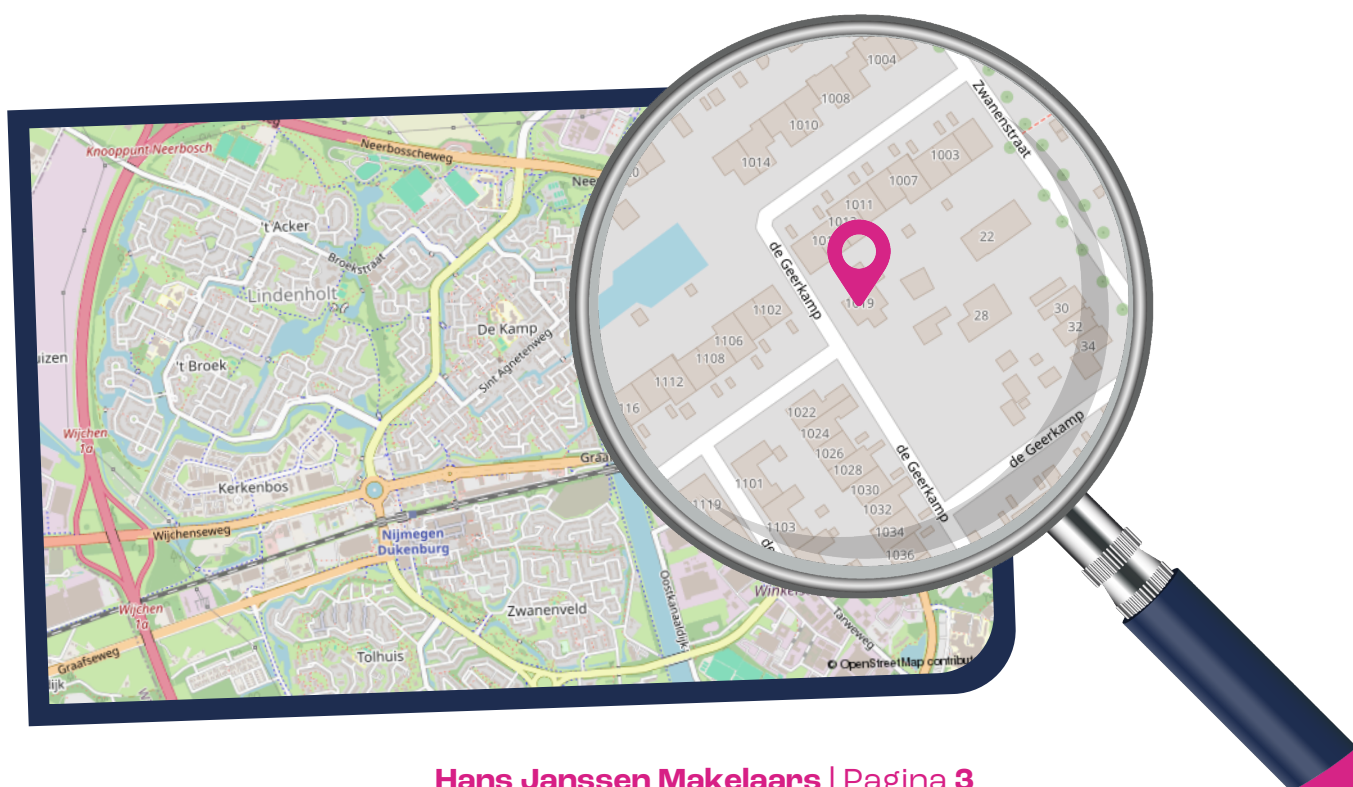 Knooppunt Neerbosch
Neerbosscheweg
't Acker
Broekstraat
Lindenholt
De Kamp
Sint Agnetenweg
't Broek
Wijchen
1a
Kerkenbos
Wijchenseweg
Nijmegen
Dukenburg
Wijchen
1a
Graafseweg
Zwanenveld
Tolhuis
Oostkanaaldijk
Tarweweg
© OpenStreetMap contribut
1004
1008
1010
1014
Zwanenstraat
1003
1007
1011
22
de Geerkamp
1102
1106
1108
1112
28
30
32
34
1022
1024
1026
1028
1030
1032
1034
1036
1101
1103
1119
de Geerkamp
de Geerkamp
Hans Janssen Makelaars | Pagina 3